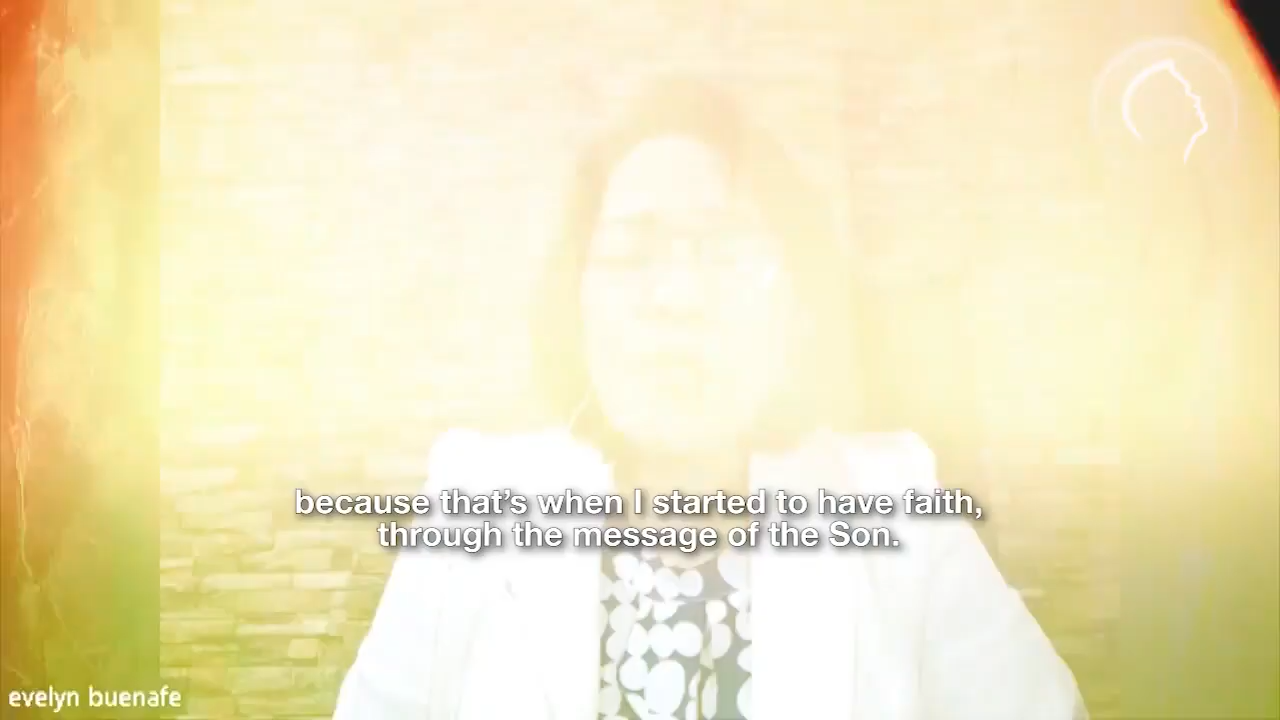 because that’s when I started to have faith,
through the message of the Son.
evelyn buenafe